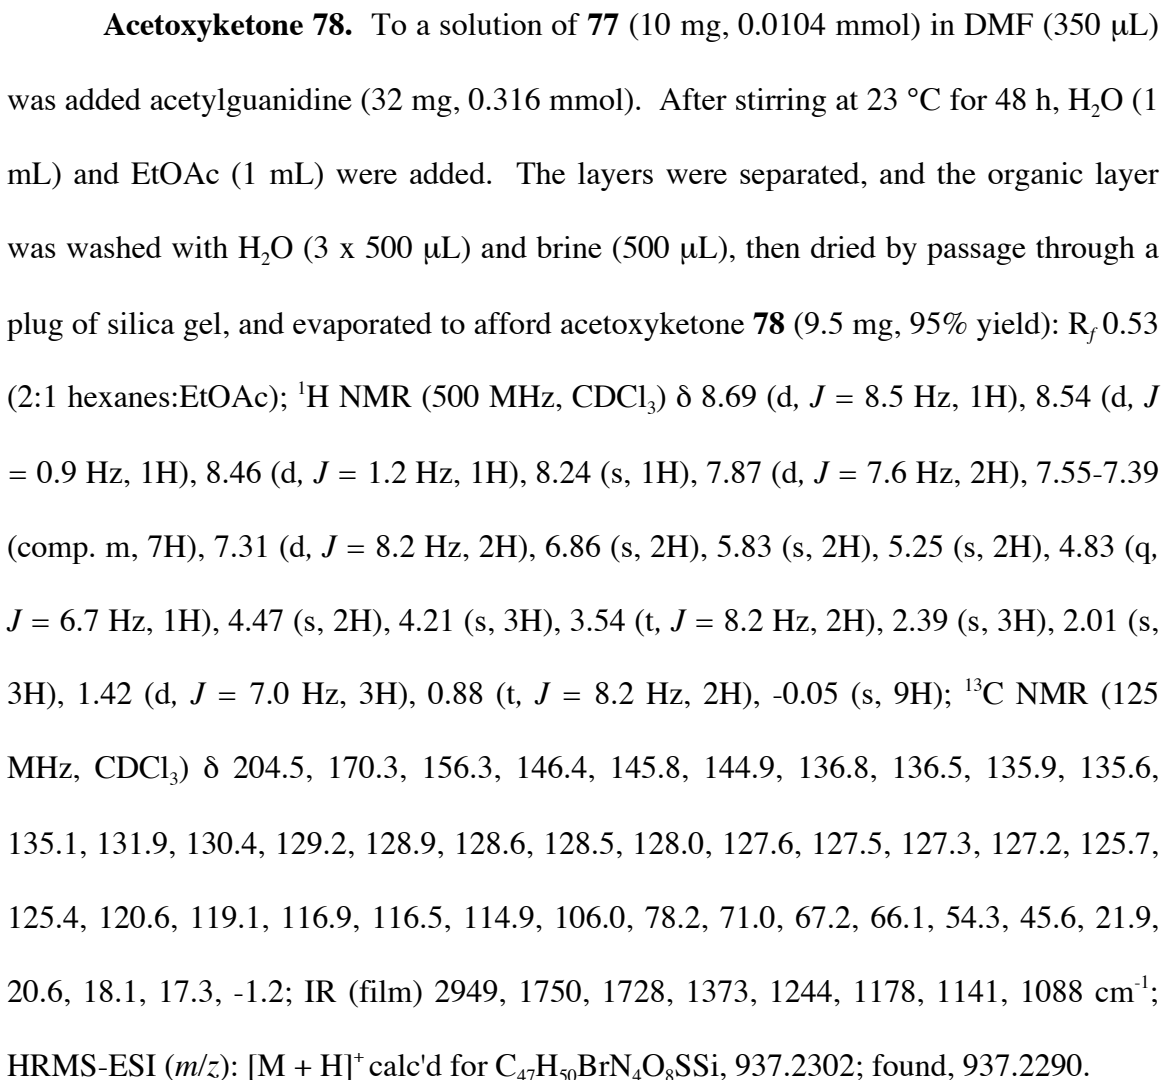 Acetoxyketone 78. To a solution of 77 (10 mg, 0.0104 mmol) in DMF (350 μL)
was added acetylguanidine (32 mg, 0.316 mmol). After stirring at 23 °C for 48 h, H₂O (1
mL) and EtOAc (1 mL) were added. The layers were separated, and the organic layer
was washed with H₂O (3 x 500 μL) and brine (500 μL), then dried by passage through a
plug of silica gel, and evaporated to afford acetoxyketone 78 (9.5 mg, 95% yield): R_f 0.53
(2:1 hexanes:EtOAc); ¹H NMR (500 MHz, CDCl₃) δ 8.69 (d, J = 8.5 Hz, 1H), 8.54 (d, J
= 0.9 Hz, 1H), 8.46 (d, J = 1.2 Hz, 1H), 8.24 (s, 1H), 7.87 (d, J = 7.6 Hz, 2H), 7.55-7.39
(comp. m, 7H), 7.31 (d, J = 8.2 Hz, 2H), 6.86 (s, 2H), 5.83 (s, 2H), 5.25 (s, 2H), 4.83 (q,
J = 6.7 Hz, 1H), 4.47 (s, 2H), 4.21 (s, 3H), 3.54 (t, J = 8.2 Hz, 2H), 2.39 (s, 3H), 2.01 (s,
3H), 1.42 (d, J = 7.0 Hz, 3H), 0.88 (t, J = 8.2 Hz, 2H), -0.05 (s, 9H); ¹³C NMR (125
MHz, CDCl₃) δ 204.5, 170.3, 156.3, 146.4, 145.8, 144.9, 136.8, 136.5, 135.9, 135.6,
135.1, 131.9, 130.4, 129.2, 128.9, 128.6, 128.5, 128.0, 127.6, 127.5, 127.3, 127.2, 125.7,
125.4, 120.6, 119.1, 116.9, 116.5, 114.9, 106.0, 78.2, 71.0, 67.2, 66.1, 54.3, 45.6, 21.9,
20.6, 18.1, 17.3, -1.2; IR (film) 2949, 1750, 1728, 1373, 1244, 1178, 1141, 1088 cm⁻¹;
HRMS-ESI (m/z): [M + H]⁺ calc'd for C₄₇H₅₀BrN₄O₈SSi, 937.2302; found, 937.2290.